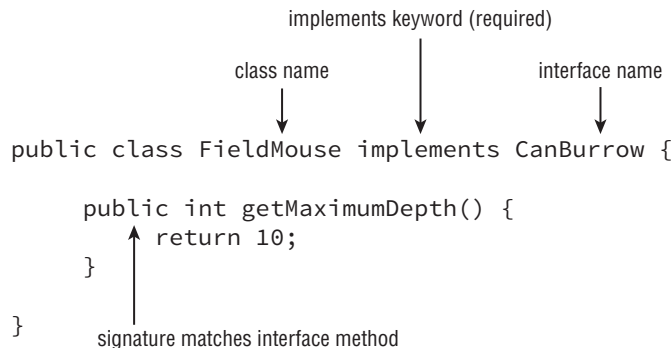 implements keyword (required)
class name
interface name
public class FieldMouse implements CanBurrow {
public int getMaximumDepth() {
return 10;
}
}
signature matches interface method